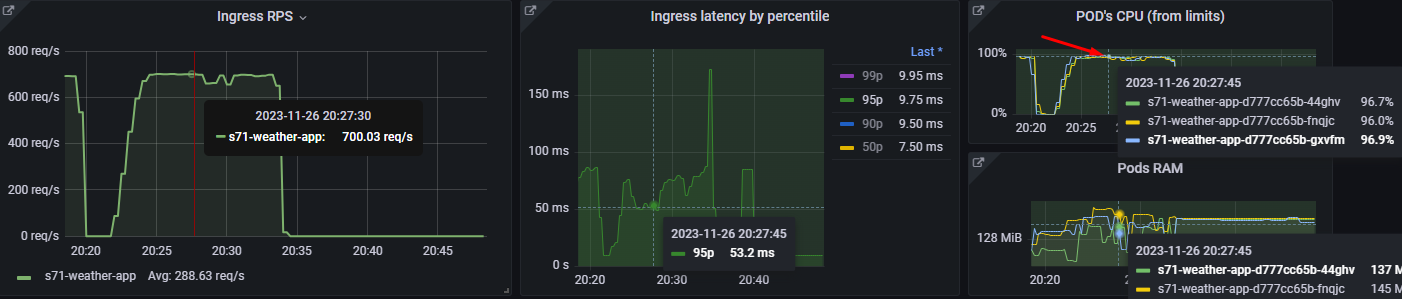 Ingress RPS
800 req/s
600 req/s
400 req/s
200 req/s
0 req/s
20:20
20:25
20:30
20:35
20:40
20:45
2023-11-26 20:27:30
s71-weather-app: 700.03 req/s
s71-weather-app Avg: 288.63 req/s
Ingress latency by percentile
150 ms
100 ms
50 ms
0 s
20:20
20:30
20:40
Last *
99p 9.95 ms
95p 9.75 ms
90p 9.50 ms
50p 7.50 ms
2023-11-26 20:27:45
95p 53.2 ms
POD's CPU (from limits)
100%
0%
20:20
20:25
2023-11-26 20:27:45
s71-weather-app-d777cc65b-44ghv 96.7%
s71-weather-app-d777cc65b-fnqjc 96.0%
s71-weather-app-d777cc65b-gxvfm 96.9%
Pods RAM
128 MiB
20:20
2023-11-26 20:27:45
s71-weather-app-d777cc65b-44ghv 137 M
s71-weather-app-d777cc65b-fnqjc 145 M